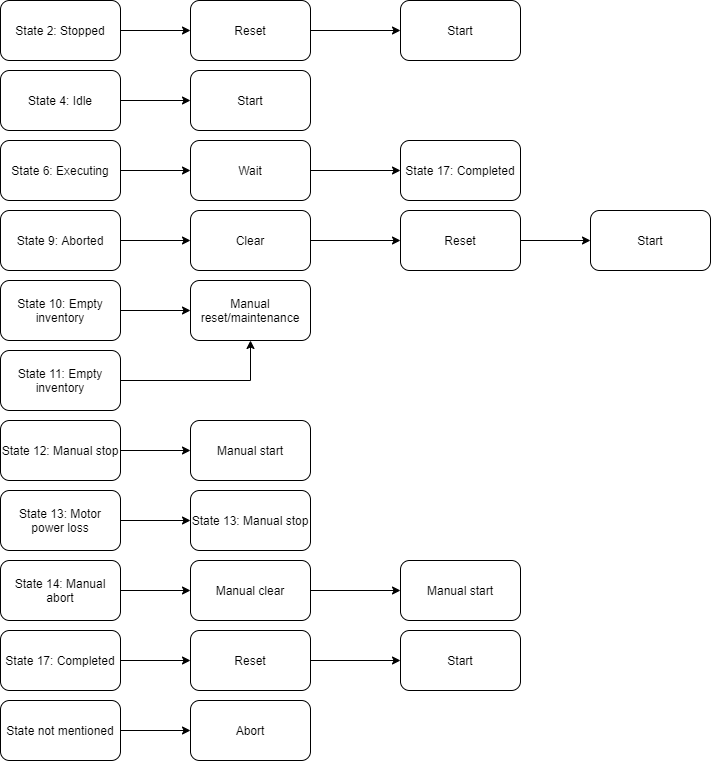 State 2: Stopped
Reset
Start
State 4: Idle
Start
State 6: Executing
Wait
State 17: Completed
State 9: Aborted
Clear
Reset
Start
State 10: Empty
inventory
Manual
reset/maintenance
State 11: Empty
inventory
State 12: Manual stop
Manual start
State 13: Motor
power loss
State 13: Manual stop
State 14: Manual
abort
Manual clear
Manual start
State 17: Completed
Reset
Start
State not mentioned
Abort